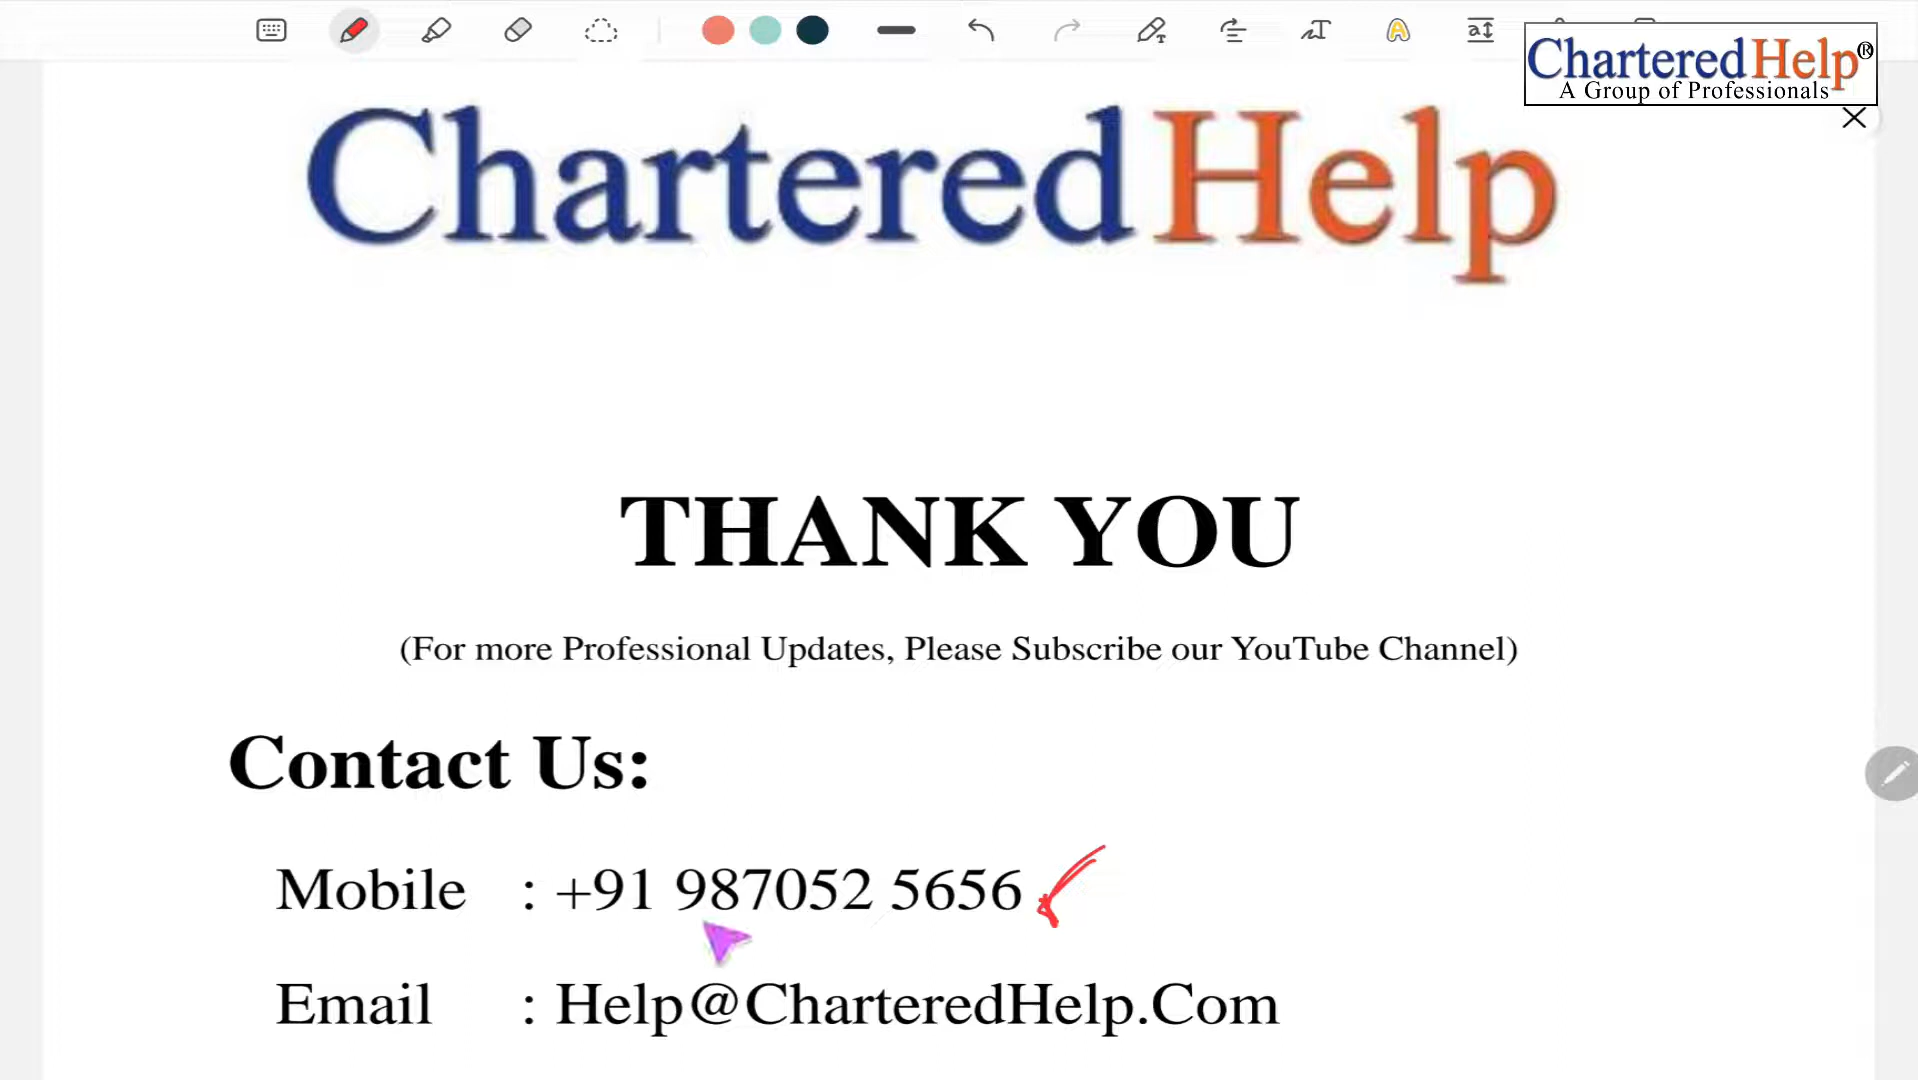 CharteredHelp®
A Group of Professionals
CharteredHelp
THANK YOU
(For more Professional Updates, Please Subscribe our YouTube Channel)
Contact Us:
Mobile : +91 987052 5656
Email : Help@CharteredHelp.Com